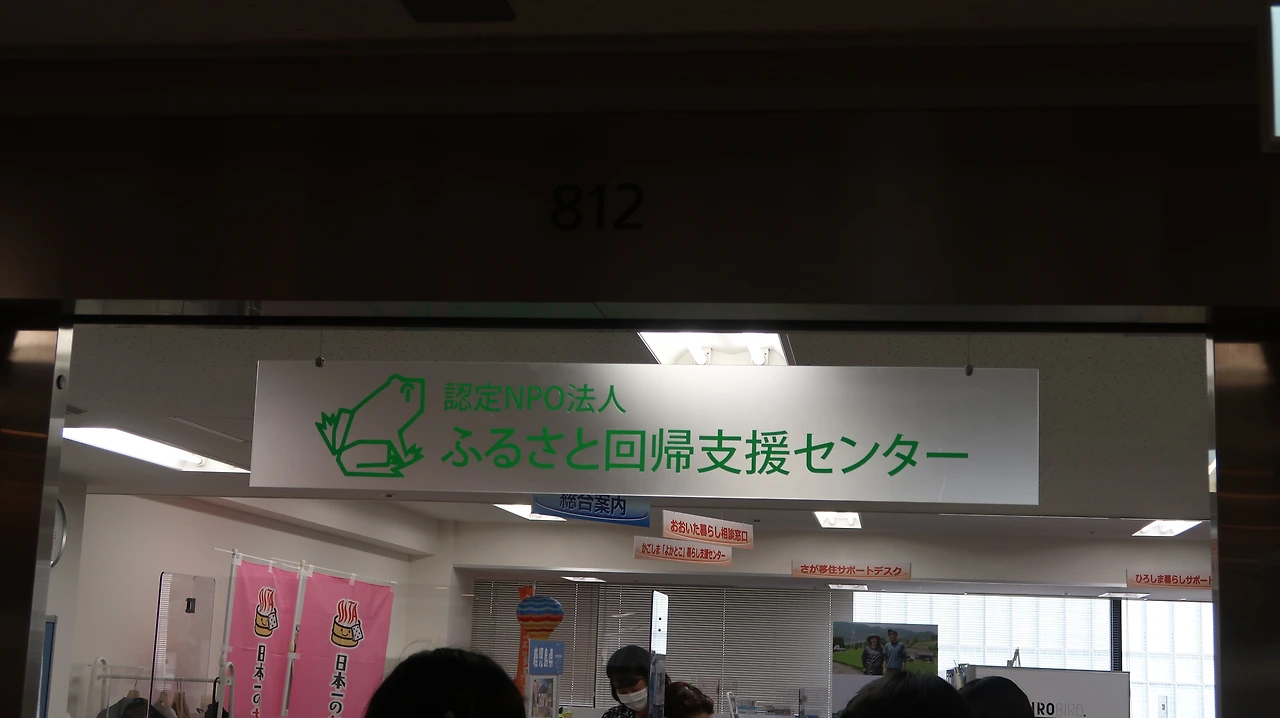 812
認定NPO法人
ふるさと回帰支援センター
総合案内
おおいた暮らし相談窓口
かごしま「よかとこ」暮らし支援センター
さが移住サポートデスク
ひろしま暮らしサポート
日本一の
日本一の